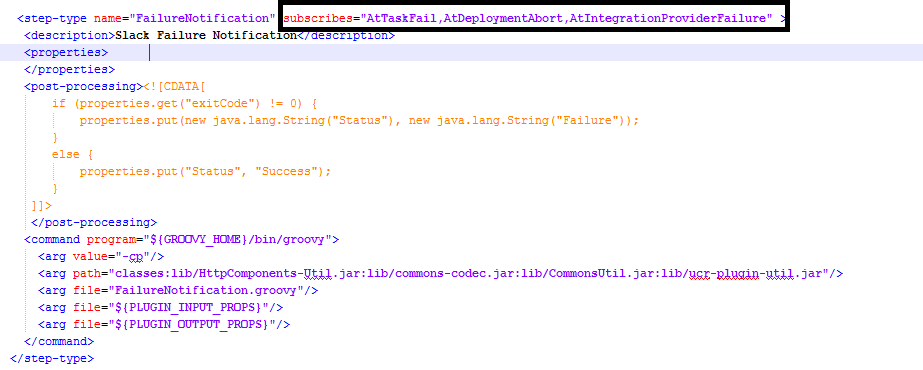 <step-type name="FailureNotification" subscribes="AtTaskFail,AtDeploymentAbort,AtIntegrationProviderFailure" >
<description>Slack Failure Notification</description>
<properties>
</properties>
<post-processing><![CDATA[
if (properties.get("exitCode") != 0) {
properties.put(new java.lang.String("Status"), new java.lang.String("Failure"));
}
else {
properties.put("Status", "Success");
}
]]>
</post-processing>
<command program="${GROOVY_HOME}/bin/groovy">
<arg value="-cp"/>
<arg path="classes:lib/HttpComponents-Util.jar:lib/commons-codec.jar:lib/CommonsUtil.jar:lib/ucr-plugin-util.jar"/>
<arg file="FailureNotification.groovy"/>
<arg file="${PLUGIN_INPUT_PROPS}"/>
<arg file="${PLUGIN_OUTPUT_PROPS}"/>
</command>
</step-type>